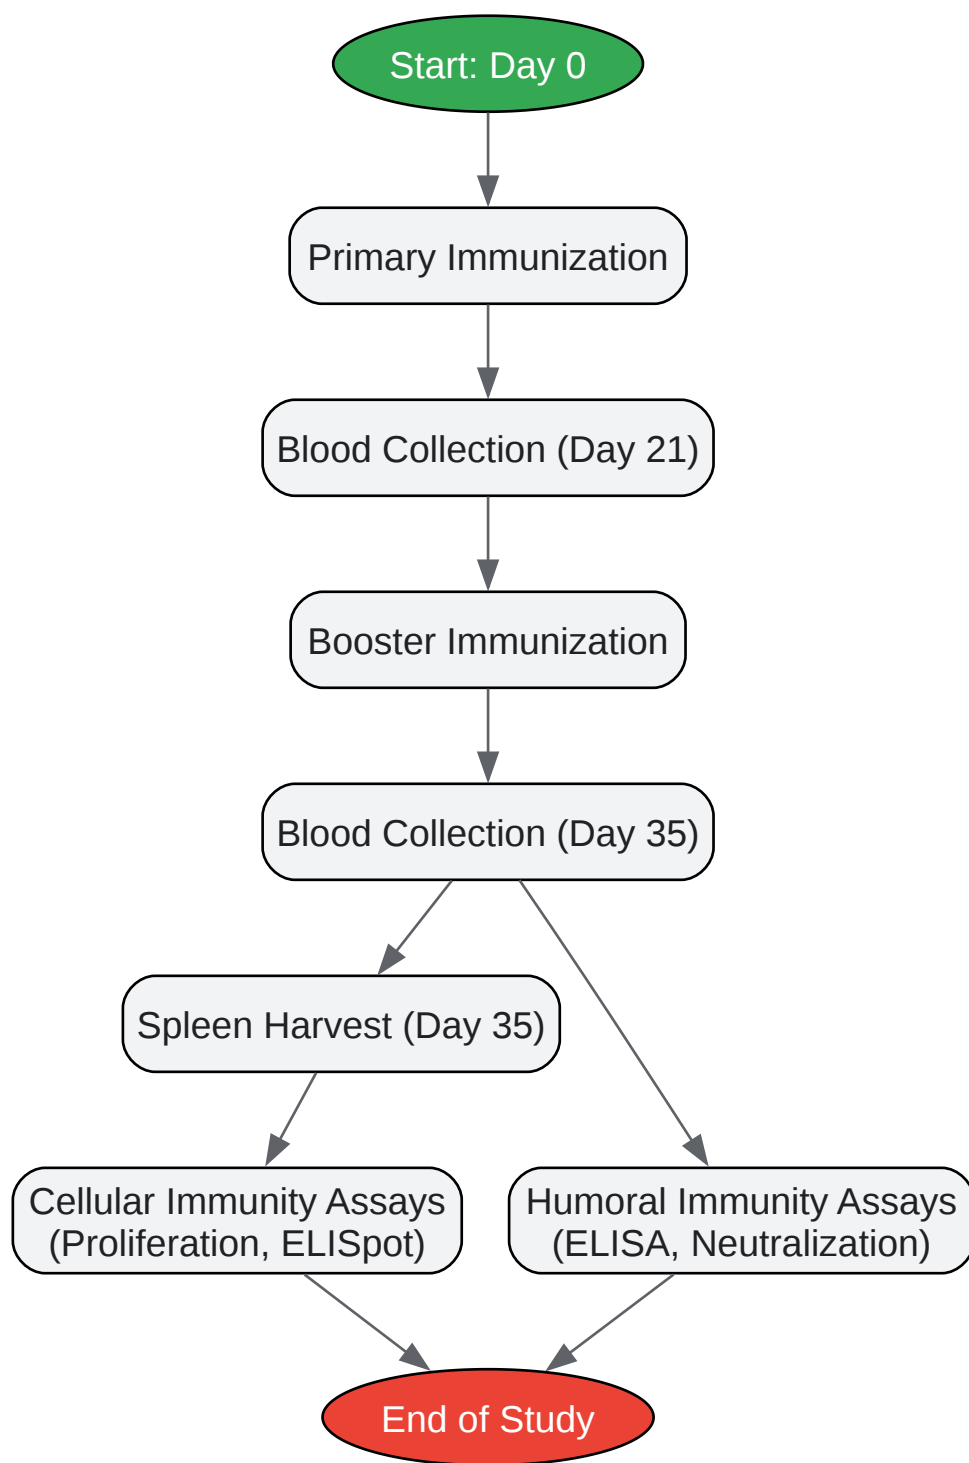 Start: Day 0
Primary Immunization
Blood Collection (Day 21)
Booster Immunization
Blood Collection (Day 35)
Spleen Harvest (Day 35)
Cellular Immunity Assays
(Proliferation, ELISpot)
Humoral Immunity Assays
(ELISA, Neutralization)
End of Study